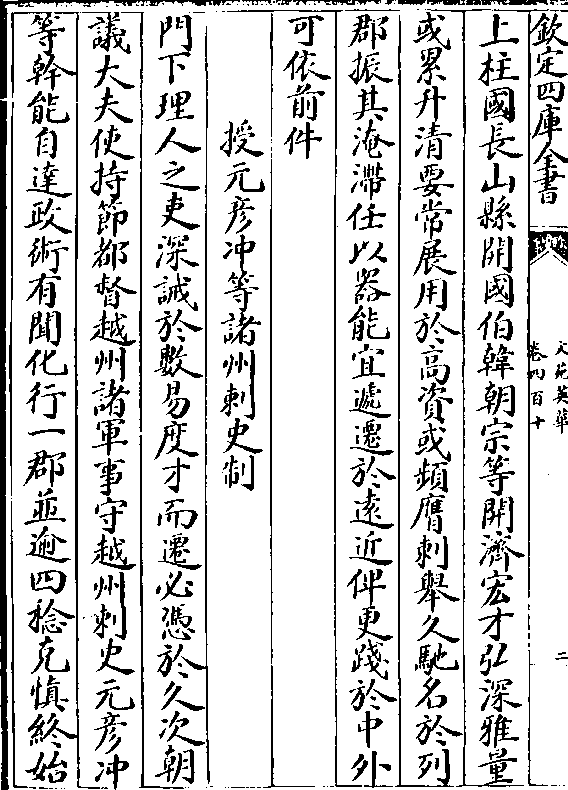 欽定四庫全書
文苑英華
卷四百十
二
上柱國長山縣開國伯韓朝宗等開濟宏才弘深雅量
或累升清要常展用於高資或頻膺刺舉久馳名於列
郡振其淹滯任以器能宜遞遷於遠近俾更踐於中外
可依前件
授元彦冲等諸州刺史制
門下理人之吏深誡於數易度才而遷必憑於久次朝
議大夫使持節都督越州諸軍事守越州刺史元彦冲
等幹能自達政術有聞化行一郡並逾四稔克慎終始